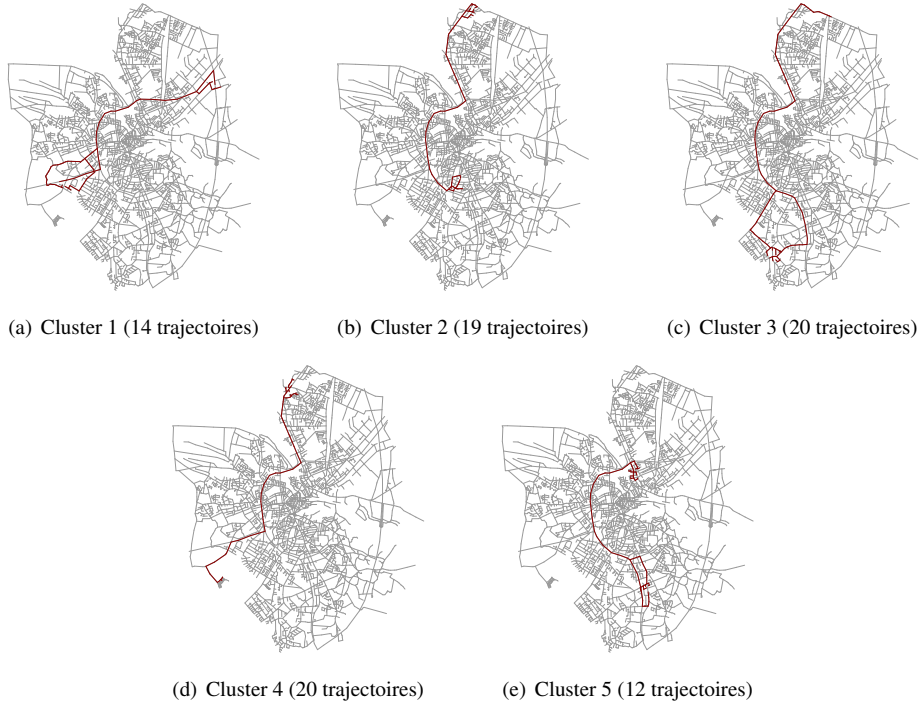 (a) Cluster 1 (14 trajectoires)
(b) Cluster 2 (19 trajectoires)
(c) Cluster 3 (20 trajectoires)
(d) Cluster 4 (20 trajectoires)
(e) Cluster 5 (12 trajectoires)